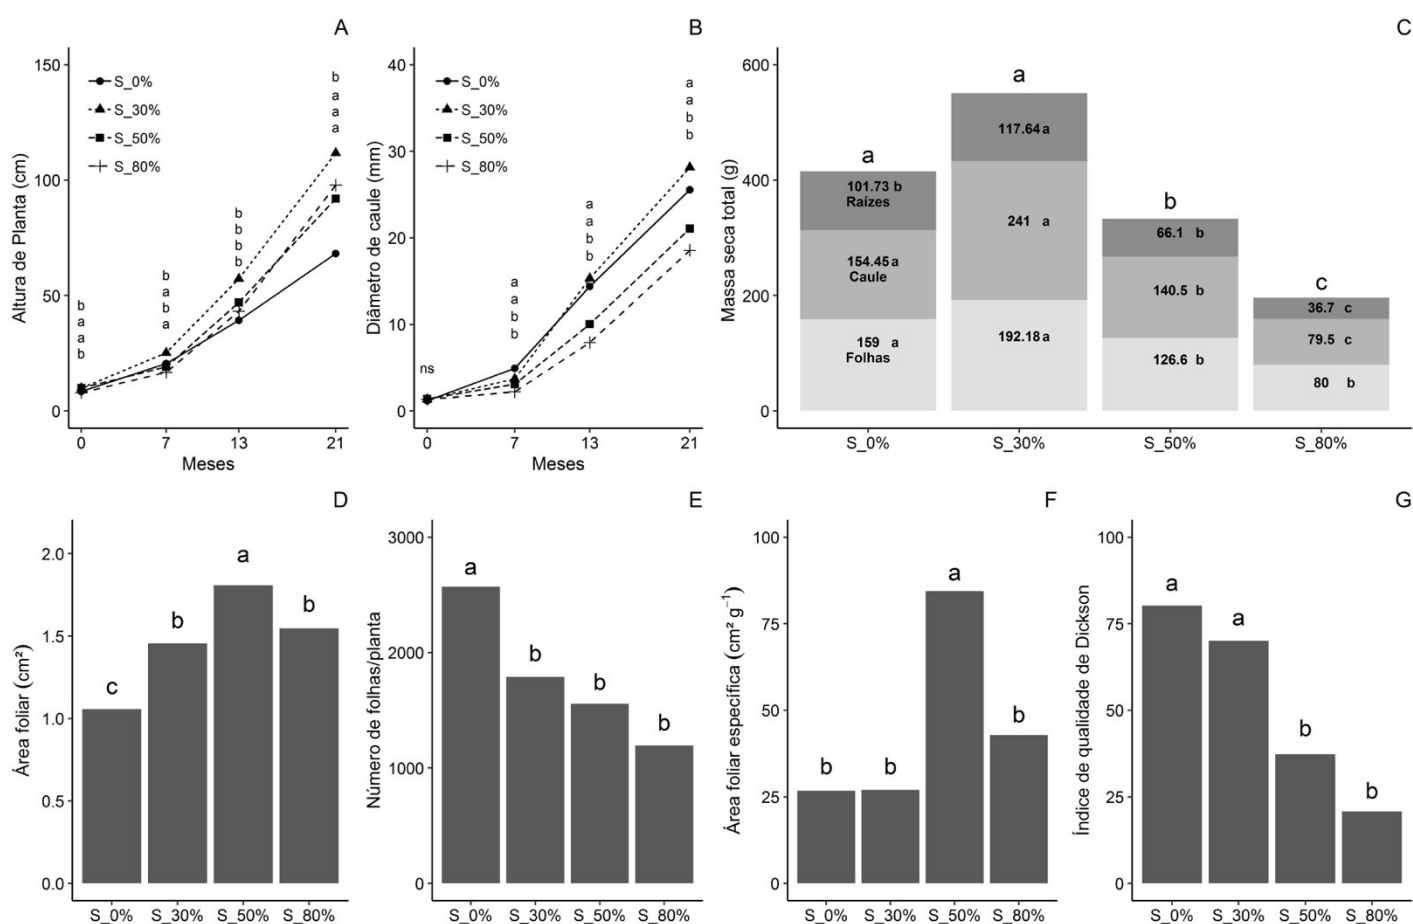 A
Altura de Planta (cm)
150
100
50
0
S_0%
S_30%
S_50%
S_80%
b
a
a
b
b
a
b
a
b
b
b
b
b
a
a
a
0 7 13 21
Meses
B
Diâmetro de caule (mm)
40
30
20
10
0
S_0%
S_30%
S_50%
S_80%
ns
a
a
b
b
a
a
b
b
a
a
b
b
0 7 13 21
Meses
C
Massa seca total (g)
600
400
200
0
a
101.73 b
Raízes
154.45 a
Caule
159 a
Folhas
a
117.64 a
241 a
192.18 a
b
66.1 b
140.5 b
126.6 b
c
36.7 c
79.5 c
80 b
S_0% S_30% S_50% S_80%
D
Área foliar (cm²)
2.0
1.5
1.0
0.5
0.0
c b a b
S_0% S_30% S_50% S_80%
E
Número de folhas/planta
3000
2000
1000
0
a b b b
S_0% S_30% S_50% S_80%
F
Área foliar específica (cm² g⁻¹)
100
75
50
25
0
b b a b
S_0% S_30% S_50% S_80%
G
Índice de qualidade de Dickson
100
75
50
25
0
a a b b
S_0% S_30% S_50% S_80%